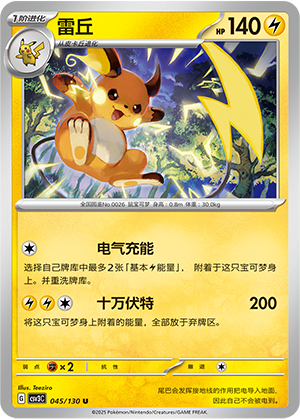 1阶进化 雷丘 HP 140
从皮卡丘进化
全国图鉴No.0026 鼠宝可梦 身高：0.8m 体重：30.0kg
电气充能
选择自己牌库中最多2张「基本能量」，附着于这只宝可梦身
上。并重洗牌库。
十万伏特 200
将这只宝可梦身上附着的能量，全部放于弃牌区。
弱点 ×2 抗性 撤退
Illus. Teeziro
G CSV3C 045/130 U
尾巴会发挥接地线的作用把电导入地面，
因此自己不会被电到。
©2025 Pokémon/Nintendo/Creatures/GAME FREAK.